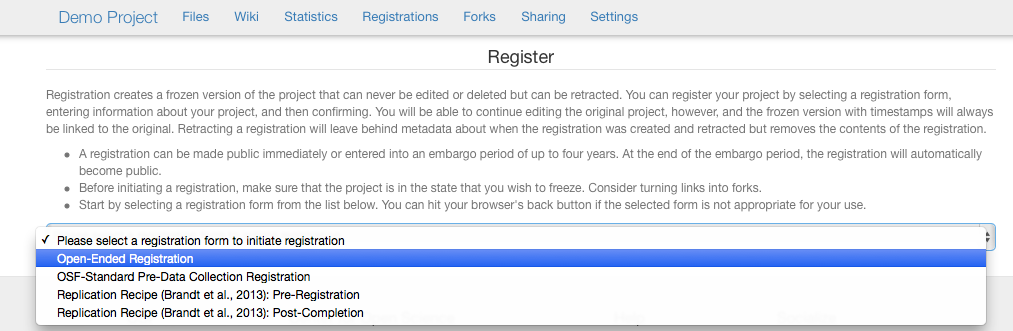 Demo Project Files Wiki Statistics Registrations Forks Sharing Settings
Register
Registration creates a frozen version of the project that can never be edited or deleted but can be retracted. You can register your project by selecting a registration form,
entering information about your project, and then confirming. You will be able to continue editing the original project, however, and the frozen version with timestamps will always
be linked to the original. Retracting a registration will leave behind metadata about when the registration was created and retracted but removes the contents of the registration.
• A registration can be made public immediately or entered into an embargo period of up to four years. At the end of the embargo period, the registration will automatically
become public.
• Before initiating a registration, make sure that the project is in the state that you wish to freeze. Consider turning links into forks.
• Start by selecting a registration form from the list below. You can hit your browser's back button if the selected form is not appropriate for your use.
✓ Please select a registration form to initiate registration
Open-Ended Registration
OSF-Standard Pre-Data Collection Registration
Replication Recipe (Brandt et al., 2013): Pre-Registration
Replication Recipe (Brandt et al., 2013): Post-Completion